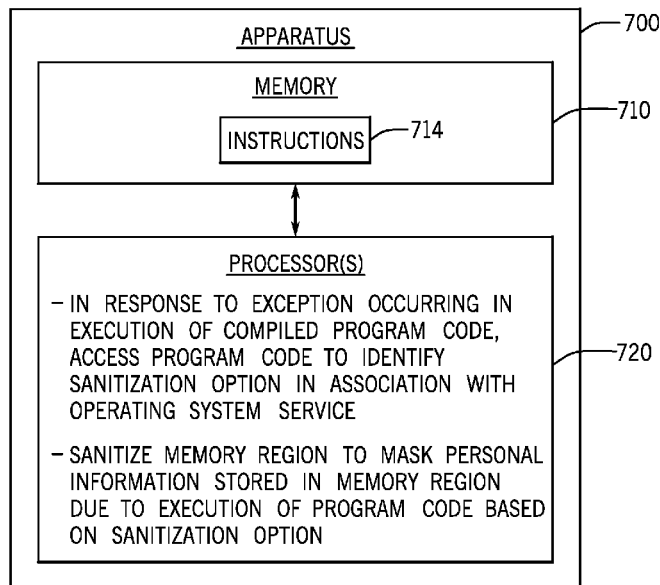 APPARATUS
700
MEMORY
710
INSTRUCTIONS
714
PROCESSOR(S)
720
– IN RESPONSE TO EXCEPTION OCCURRING IN
EXECUTION OF COMPILED PROGRAM CODE,
ACCESS PROGRAM CODE TO IDENTIFY
SANITIZATION OPTION IN ASSOCIATION WITH
OPERATING SYSTEM SERVICE
– SANITIZE MEMORY REGION TO MASK PERSONAL
INFORMATION STORED IN MEMORY REGION
DUE TO EXECUTION OF PROGRAM CODE BASED
ON SANITIZATION OPTION